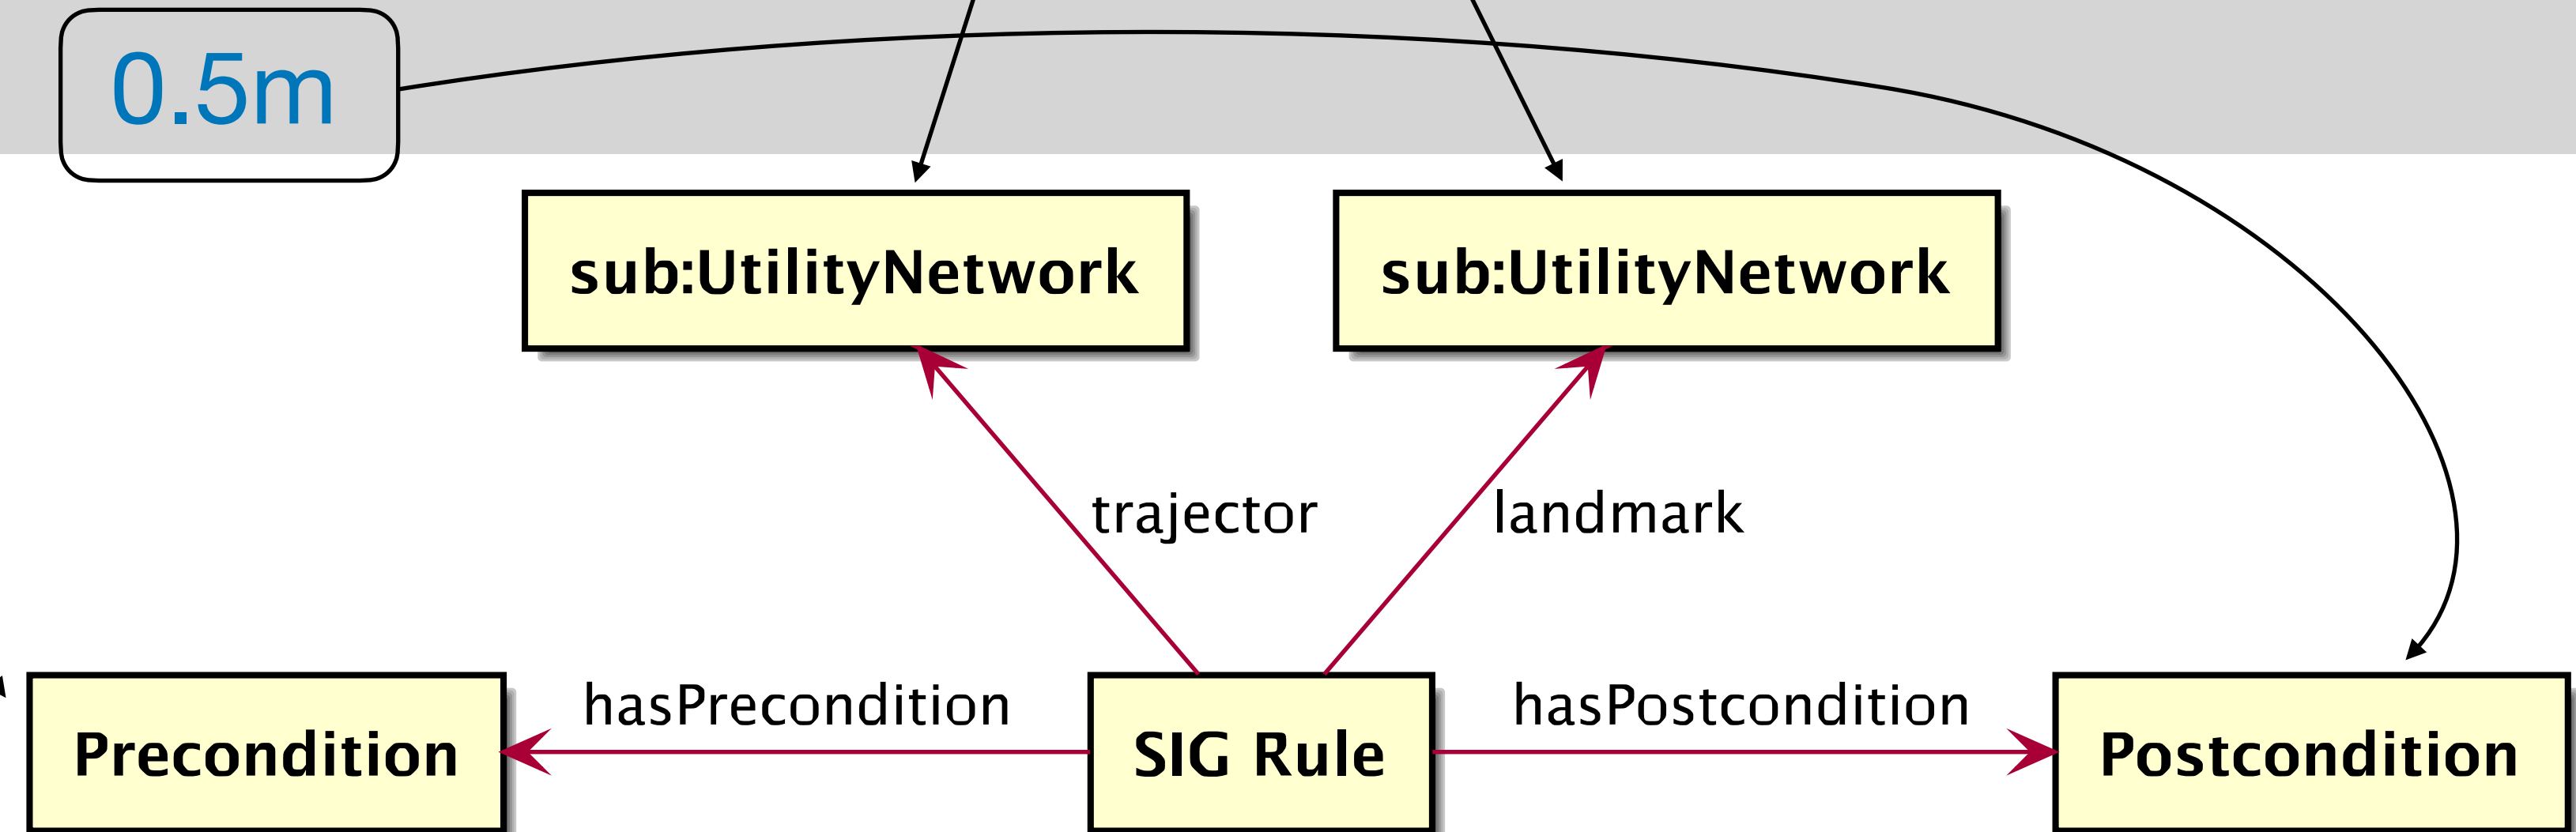 0.5m
sub:UtilityNetwork
sub:UtilityNetwork
trajector
landmark
hasPrecondition
hasPostcondition
Precondition
SIG Rule
Postcondition